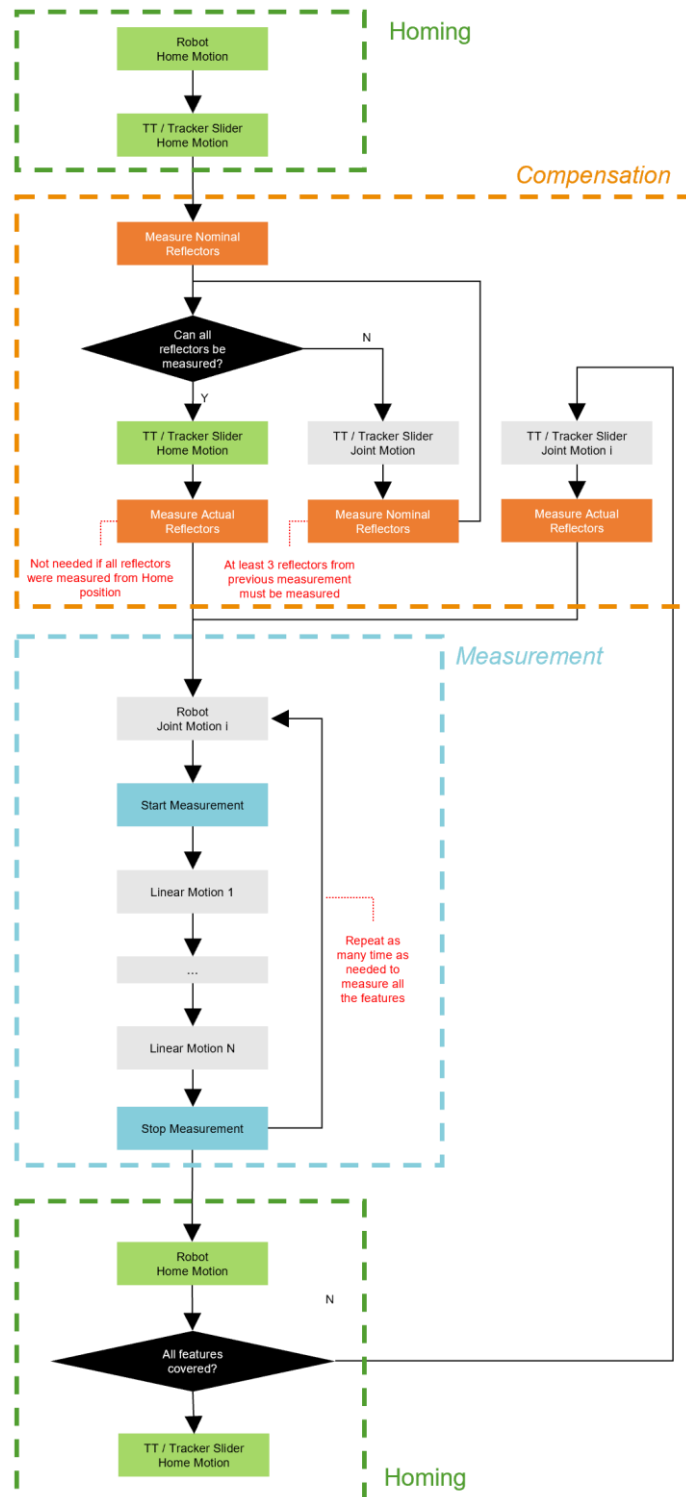 Homing
Robot
Home Motion
TT / Tracker Slider
Home Motion
Compensation
Measure Nominal
Reflectors
Can all
reflectors be
measured?
N
Y
TT / Tracker Slider
Home Motion
TT / Tracker Slider
Joint Motion
TT / Tracker Slider
Joint Motion i
Measure Actual
Reflectors
Measure Nominal
Reflectors
Measure Actual
Reflectors
Not needed if all reflectors
were measured from Home
position
At least 3 reflectors from
previous measurement
must be measured
Measurement
Robot
Joint Motion i
Start Measurement
Linear Motion 1
...
Repeat as
many time as
needed to
measure all
the features
Linear Motion N
Stop Measurement
Robot
Home Motion
N
All features
covered?
TT / Tracker Slider
Home Motion
Homing